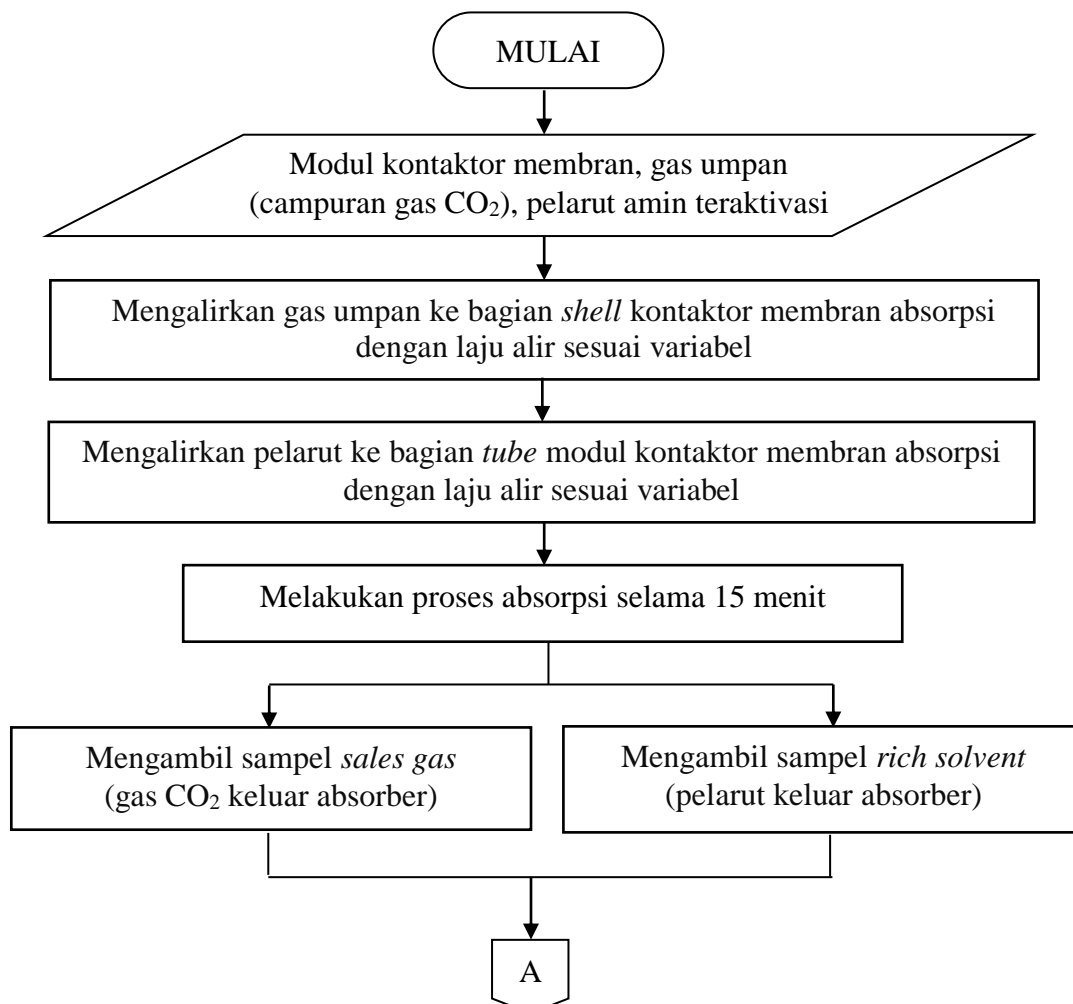 MULAI
Modul kontaktor membran, gas umpan
(campuran gas CO₂), pelarut amin teraktivasi
Mengalirkan gas umpan ke bagian shell kontaktor membran absorpsi
dengan laju alir sesuai variabel
Mengalirkan pelarut ke bagian tube modul kontaktor membran absorpsi
dengan laju alir sesuai variabel
Melakukan proses absorpsi selama 15 menit
Mengambil sampel sales gas
(gas CO₂ keluar absorber)
Mengambil sampel rich solvent
(pelarut keluar absorber)
A